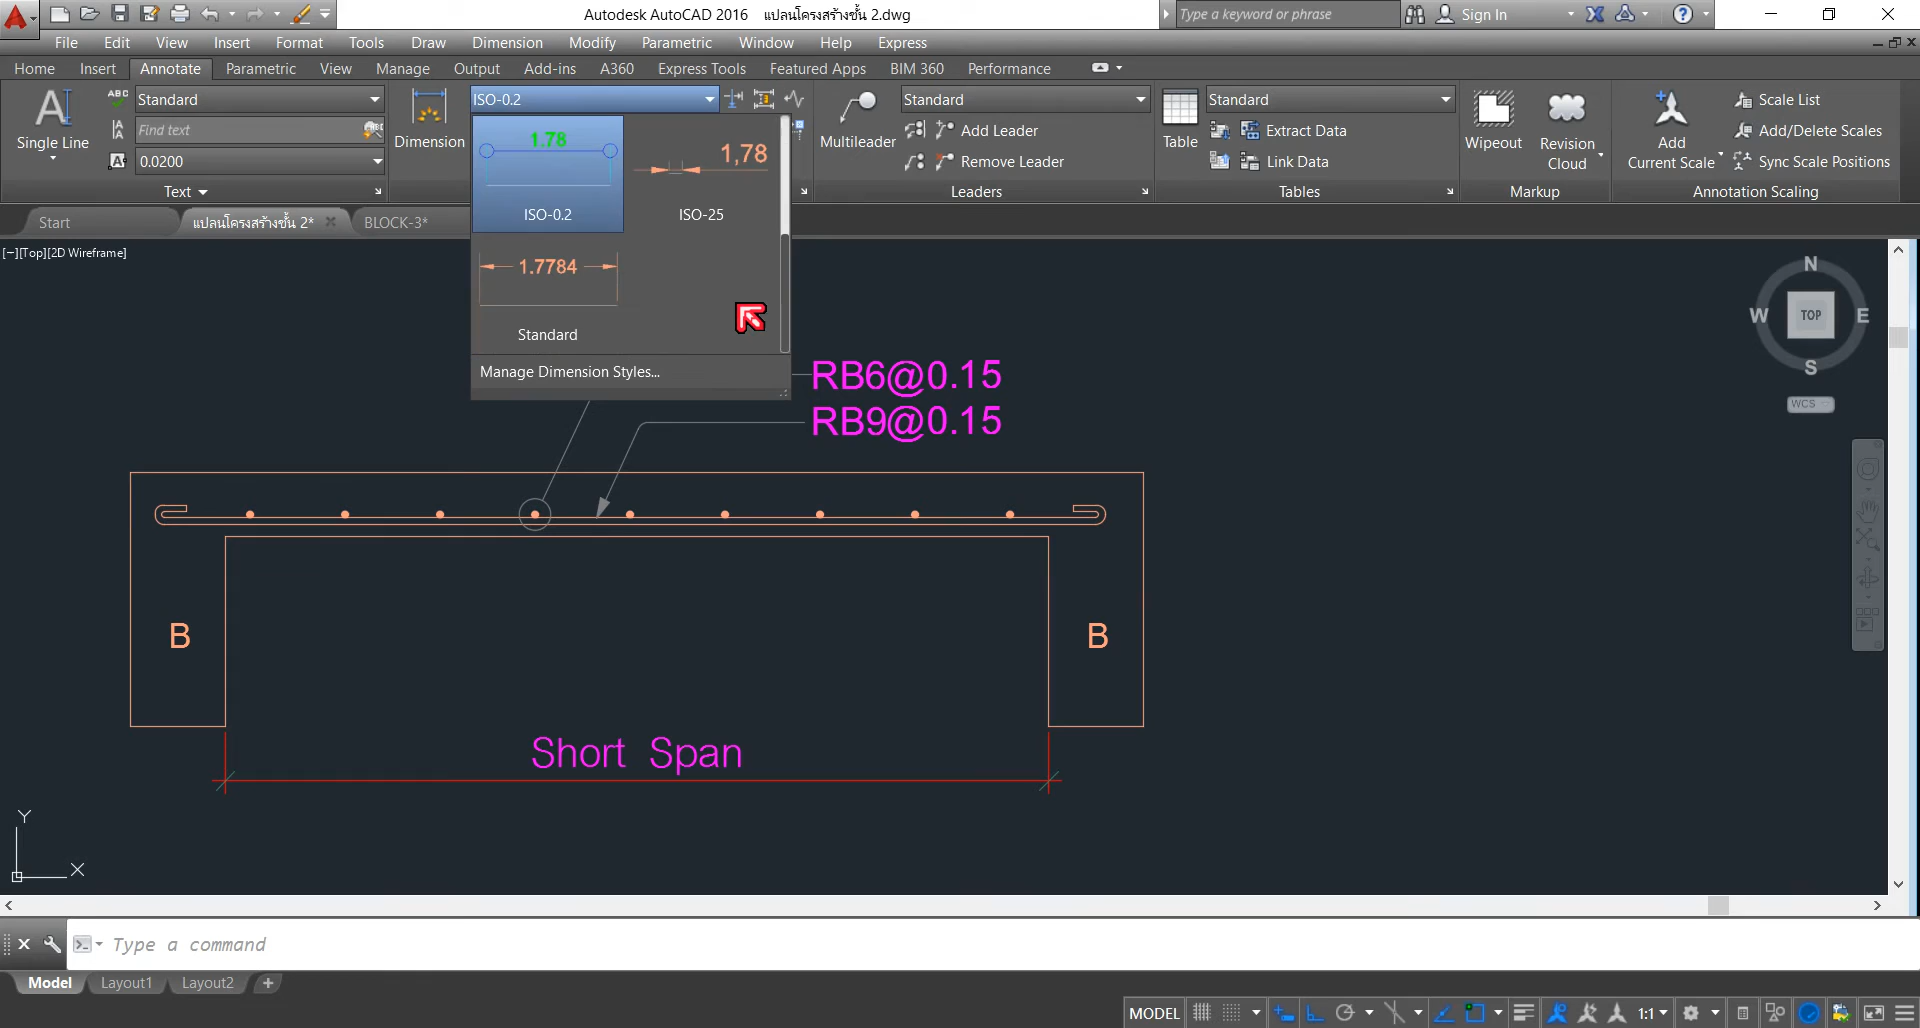 Autodesk AutoCAD 2016 แปลนโครงสร้างชั้น 2.dwg
Type a keyword or phrase
Sign In
File Edit View Insert Format Tools Draw Dimension Modify Parametric Window Help Express
Home Insert Annotate Parametric View Manage Output Add-ins A360 Express Tools Featured Apps BIM 360 Performance
Single Line
ABC
Standard
Find text
0.0200
Text
Dimension
ISO-0.2
1.78
ISO-0.2
1,78
ISO-25
1.7784
Standard
Manage Dimension Styles...
Multileader
Standard
Add Leader
Remove Leader
Leaders
Table
Standard
Extract Data
Link Data
Tables
Wipeout
Revision
Cloud
Markup
Add
Current Scale
Scale List
Add/Delete Scales
Sync Scale Positions
Annotation Scaling
Start
แปลนโครงสร้างชั้น 2*
BLOCK-3*
[−][Top][2D Wireframe]
N
W TOP E
S
WCS
RB6@0.15
RB9@0.15
B
B
Short Span
Y
X
Type a command
Model Layout1 Layout2
MODEL
1:1